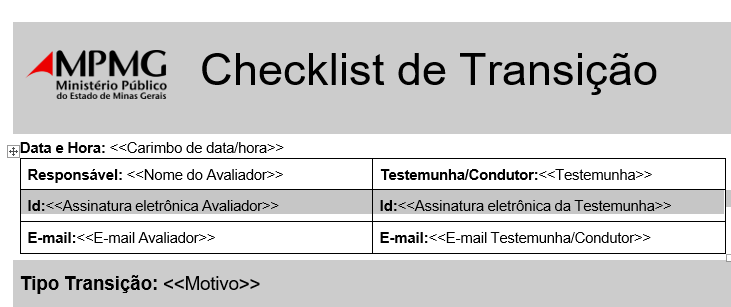 MPMG
Ministério Público
do Estado de Minas Gerais
Checklist de Transição
Data e Hora: <<Carimbo de data/hora>>
Responsável: <<Nome do Avaliador>> Testemunha/Condutor:<<Testemunha>>
Id:<<Assinatura eletrônica Avaliador>> Id:<<Assinatura eletrônica da Testemunha>>
E-mail:<<E-mail Avaliador>> E-mail:<<E-mail Testemunha/Condutor>>
Tipo Transição: <<Motivo>>